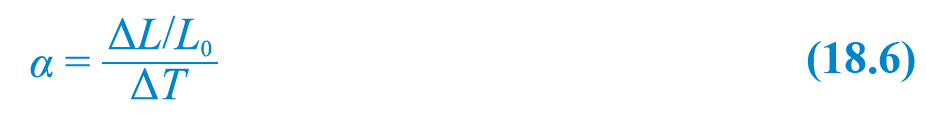 α = ΔL/L₀ / ΔT (18.6)